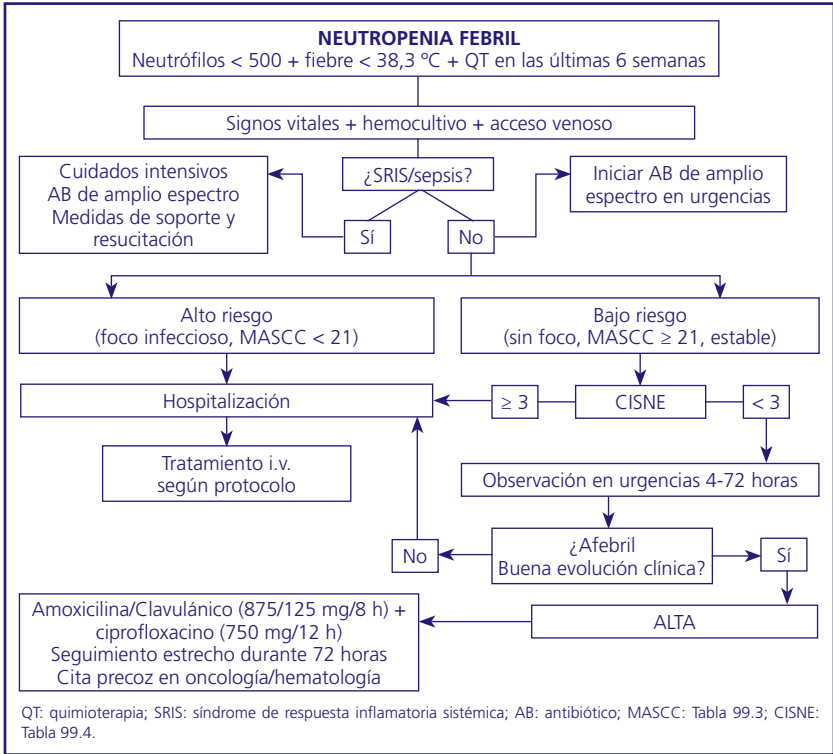 NEUTROPENIA FEBRIL
Neutrófilos < 500 + fiebre < 38,3 ºC + QT en las últimas 6 semanas
Signos vitales + hemocultivo + acceso venoso
Cuidados intensivos
AB de amplio espectro
Medidas de soporte y
resucitación
¿SRIS/sepsis?
Iniciar AB de amplio
espectro en urgencias
Sí
No
Alto riesgo
(foco infeccioso, MASCC < 21)
Bajo riesgo
(sin foco, MASCC ≥ 21, estable)
Hospitalización
≥ 3
CISNE
< 3
Tratamiento i.v.
según protocolo
Observación en urgencias 4-72 horas
No
¿Afebril
Buena evolución clínica?
Sí
Amoxicilina/Clavulánico (875/125 mg/8 h) +
ciprofloxacino (750 mg/12 h)
Seguimiento estrecho durante 72 horas
Cita precoz en oncología/hematología
ALTA
QT: quimioterapia; SRIS: síndrome de respuesta inflamatoria sistémica; AB: antibiótico; MASCC: Tabla 99.3; CISNE:
Tabla 99.4.